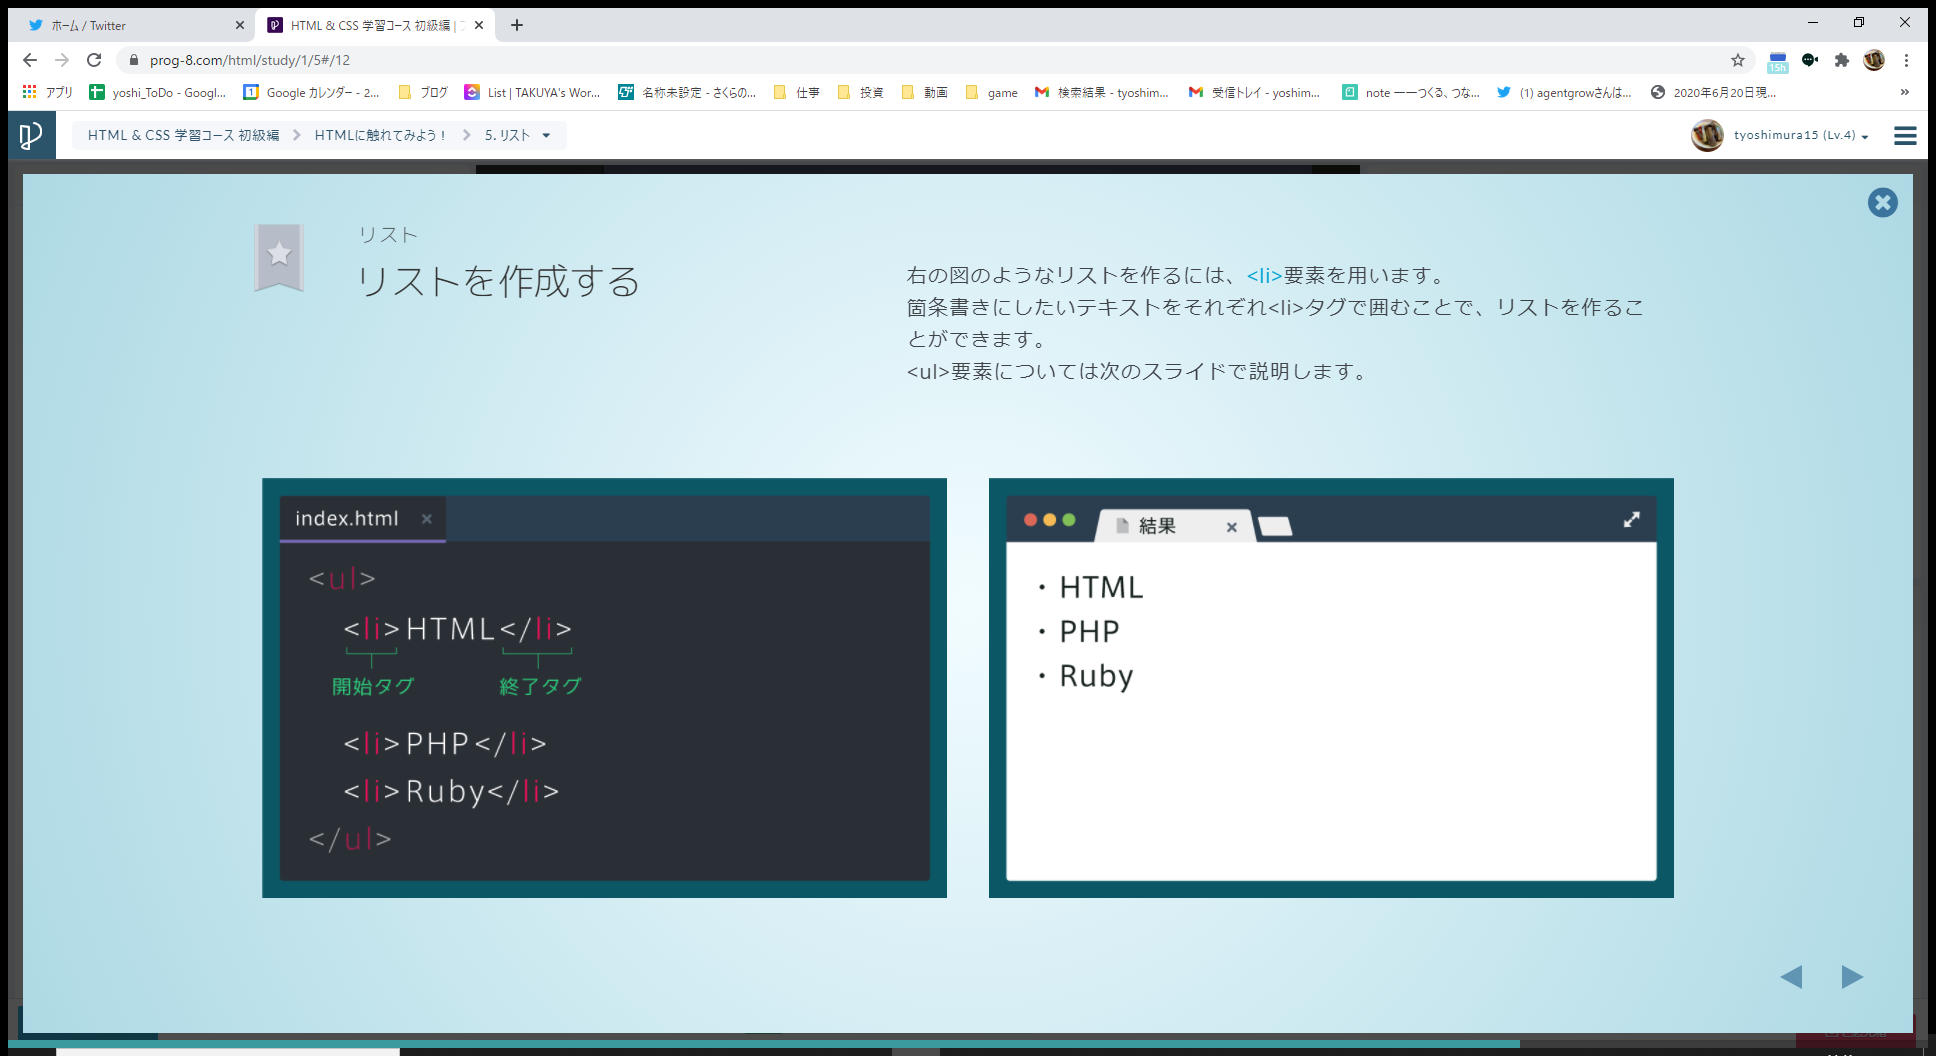 ホーム / Twitter
HTML & CSS 学習コース 初級編 |
prog-8.com/html/study/1/5#/12
15h
アプリ
yoshi_ToDo - Googl...
Google カレンダー - 2...
ブログ
List | TAKUYA's Wor...
名称未設定 - さくらの...
仕事
投資
動画
game
検索結果 - tyoshim...
受信トレイ - yoshim...
note ーーつくる、つな...
(1) agentgrowさんは...
2020年6月20日現...
»
HTML & CSS 学習コース 初級編
HTMLに触れてみよう！
5. リスト
tyoshimura15 (Lv.4)
リスト
リストを作成する
右の図のようなリストを作るには、<li>要素を用います。
箇条書きにしたいテキストをそれぞれ<li>タグで囲むことで、リストを作るこ
とができます。
<ul>要素については次のスライドで説明します。
index.html
<ul>
<li>HTML</li>
開始タグ 終了タグ
<li>PHP</li>
<li>Ruby</li>
</ul>
結果
・HTML
・PHP
・Ruby